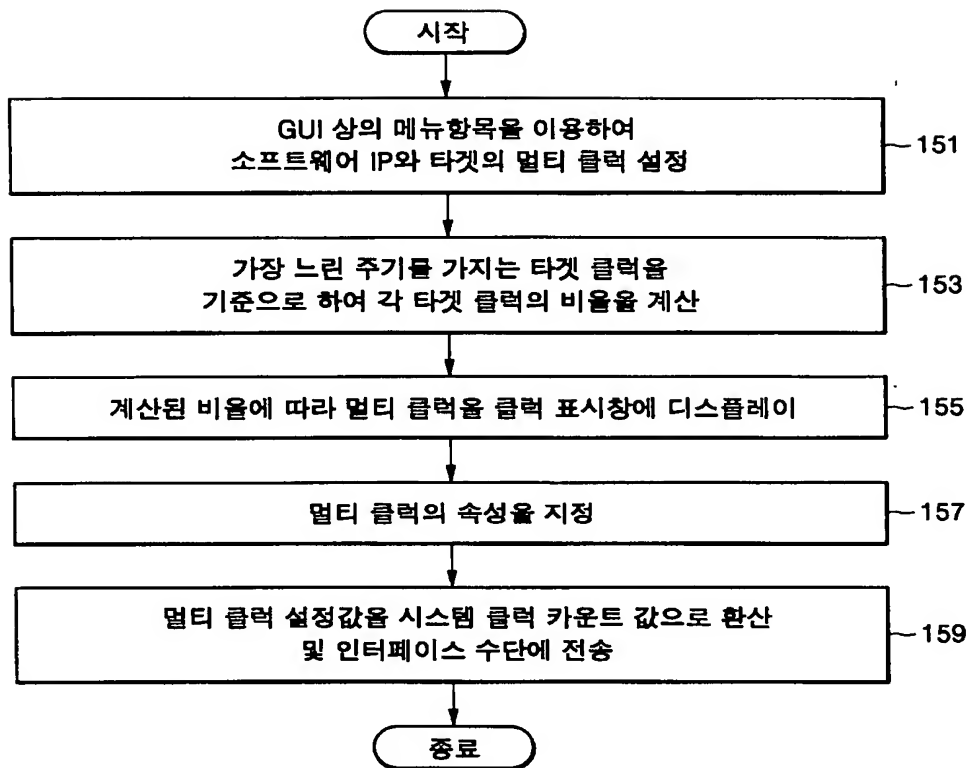 시작
GUI 상의 메뉴항목을 이용하여
소프트웨어 IP와 타겟의 멀티 클럭 설정
151
가장 느린 주기를 가지는 타겟 클럭을
기준으로 하여 각 타겟 클럭의 비율을 계산
153
계산된 비율에 따라 멀티 클럭을 클럭 표시창에 디스플레이
155
멀티 클럭의 속성을 지정
157
멀티 클럭 설정값을 시스템 클럭 카운트 값으로 환산
및 인터페이스 수단에 전송
159
종료